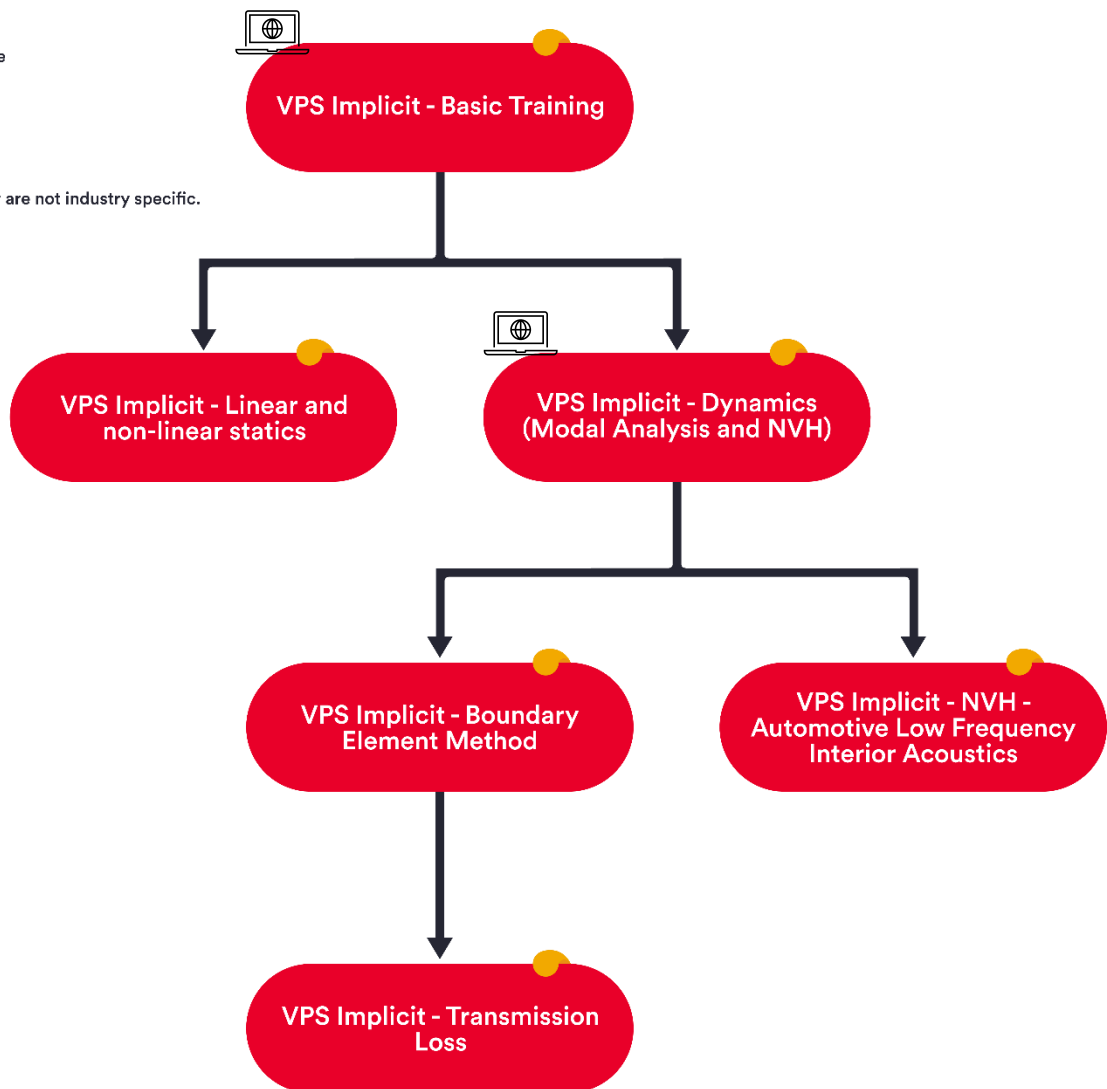 VPS Implicit - Basic Training
are not industry specific.
VPS Implicit - Linear and
non-linear statics
VPS Implicit - Dynamics
(Modal Analysis and NVH)
VPS Implicit - Boundary
Element Method
VPS Implicit - NVH -
Automotive Low Frequency
Interior Acoustics
VPS Implicit - Transmission
Loss